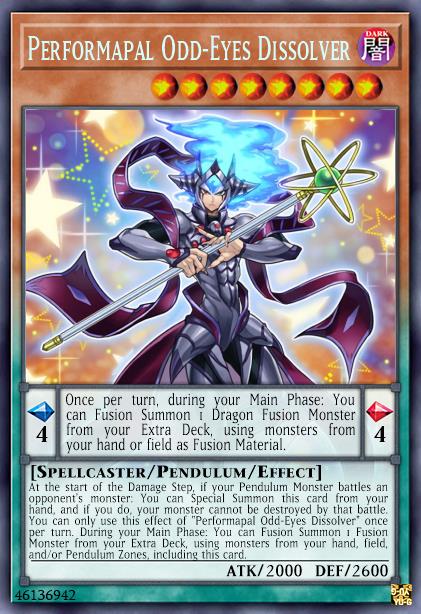 PERFORMAPAL ODD-EYES DISSOLVER
DARK
闇
Once per turn, during your Main Phase: You
can Fusion Summon 1 Dragon Fusion Monster
from your Extra Deck, using monsters from
your hand or field as Fusion Material.
4
4
[SPELLCASTER/PENDULUM/EFFECT]
At the start of the Damage Step, if your Pendulum Monster battles an
opponent's monster: You can Special Summon this card from your
hand, and if you do, your monster cannot be destroyed by that battle.
You can only use this effect of "Performapal Odd-Eyes Dissolver" once
per turn. During your Main Phase: You can Fusion Summon 1 Fusion
Monster from your Extra Deck, using monsters from your hand, field,
and/or Pendulum Zones, including this card.
ATK/2000 DEF/2600
46136942